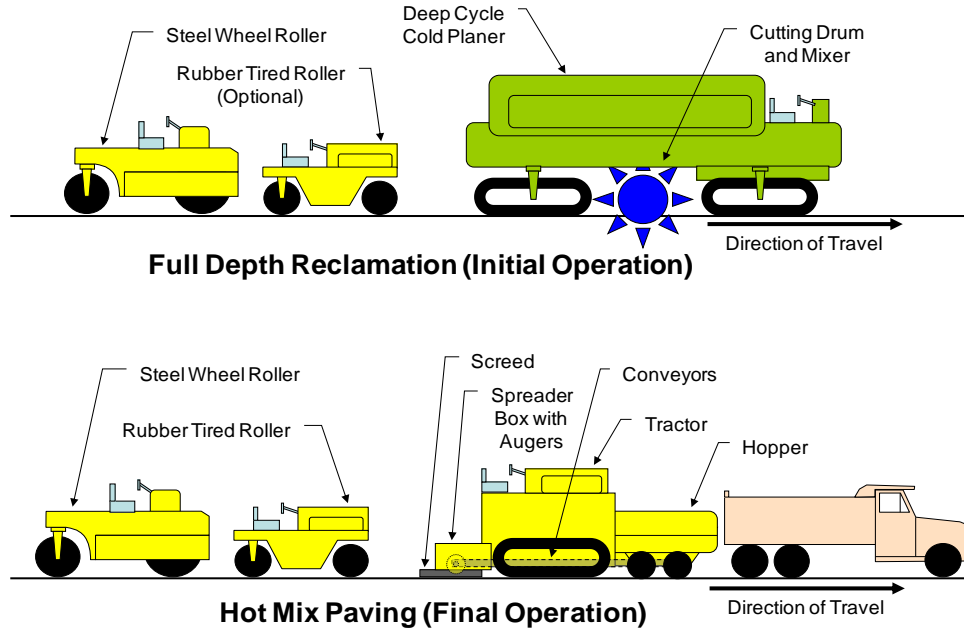 Deep Cycle
Cold Planer
Steel Wheel Roller
Cutting Drum
and Mixer
Rubber Tired Roller
(Optional)
Direction of Travel
Full Depth Reclamation (Initial Operation)
Screed
Conveyors
Steel Wheel Roller
Spreader
Box with
Augers
Tractor
Rubber Tired Roller
Hopper
Direction of Travel
Hot Mix Paving (Final Operation)